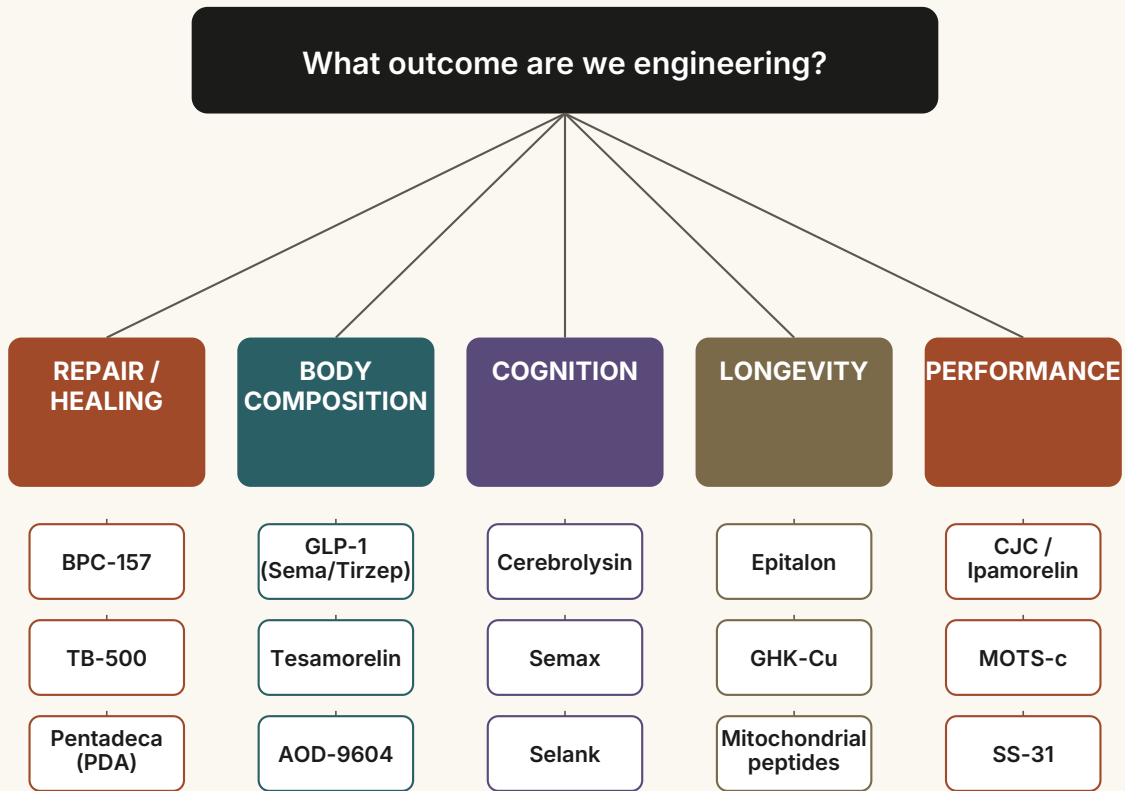 What outcome are we engineering?
REPAIR /
HEALING
BODY
COMPOSITION
COGNITION
LONGEVITY
PERFORMANCE
BPC-157
GLP-1
(Sema/Tirzep)
Cerebrolysin
Epitalon
CJC /
Ipamorelin
TB-500
Tesamorelin
Semax
GHK-Cu
MOTS-c
Pentadeca
(PDA)
AOD-9604
Selank
Mitochondrial
peptides
SS-31